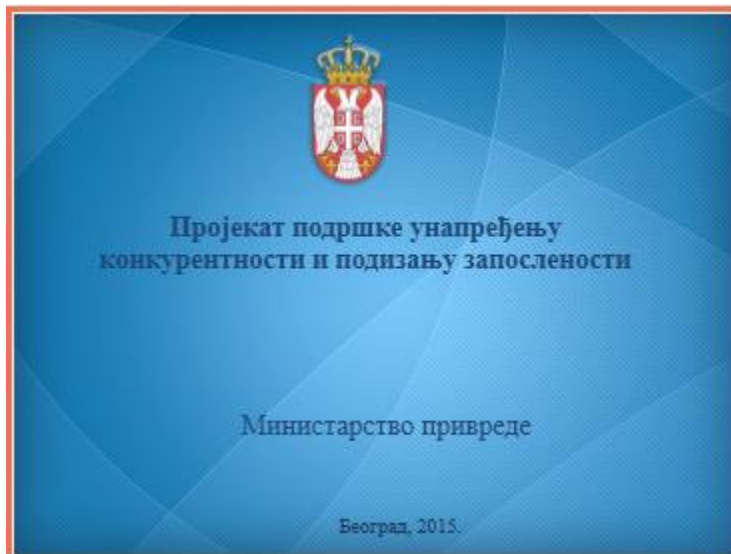 Пројекат подршке унапређењу
конкурентности и подизању запослености
Министарство привреде
Београд, 2015.